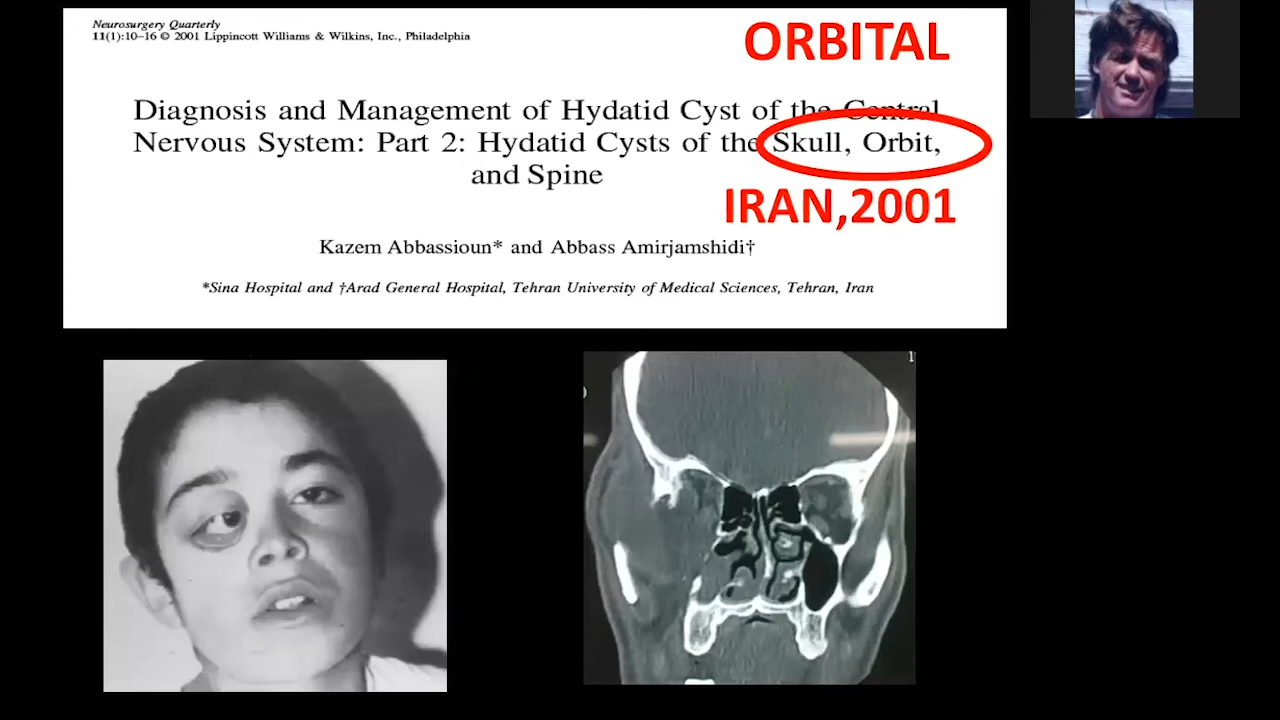 Neurosurgery Quarterly
11(1):10–16 © 2001 Lippincott Williams & Wilkins, Inc., Philadelphia
ORBITAL
Diagnosis and Management of Hydatid Cyst of the Central
Nervous System: Part 2: Hydatid Cysts of the Skull, Orbit,
and Spine
IRAN,2001
Kazem Abbassioun* and Abbass Amirjamshidi†
*Sina Hospital and †Arad General Hospital, Tehran University of Medical Sciences, Tehran, Iran